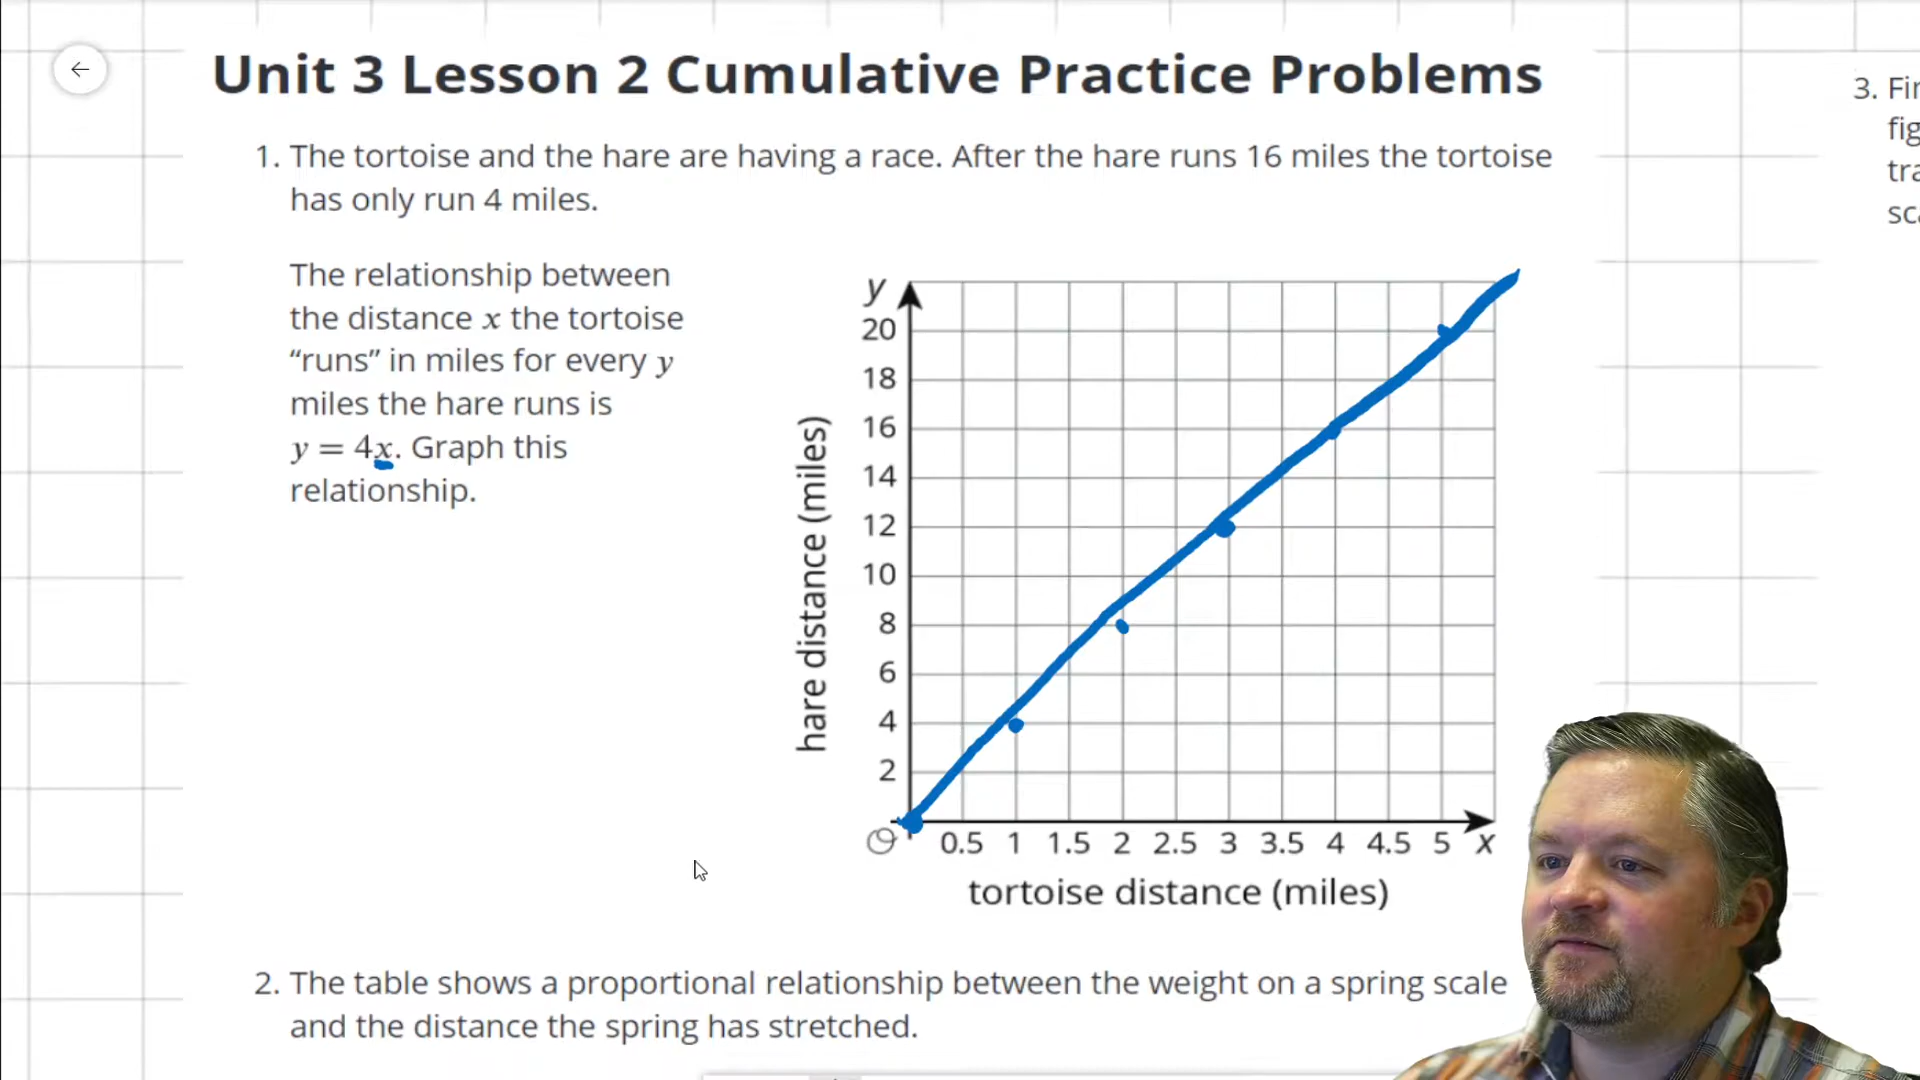 Unit 3 Lesson 2 Cumulative Practice Problems
1. The tortoise and the hare are having a race. After the hare runs 16 miles the tortoise
has only run 4 miles.
The relationship between
the distance x the tortoise
“runs” in miles for every y
miles the hare runs is
y = 4x. Graph this
relationship.
y
20
18
16
14
12
10
8
6
4
2
hare distance (miles)
O 0.5 1 1.5 2 2.5 3 3.5 4 4.5 5 x
tortoise distance (miles)
2. The table shows a proportional relationship between the weight on a spring scale
and the distance the spring has stretched.
3.